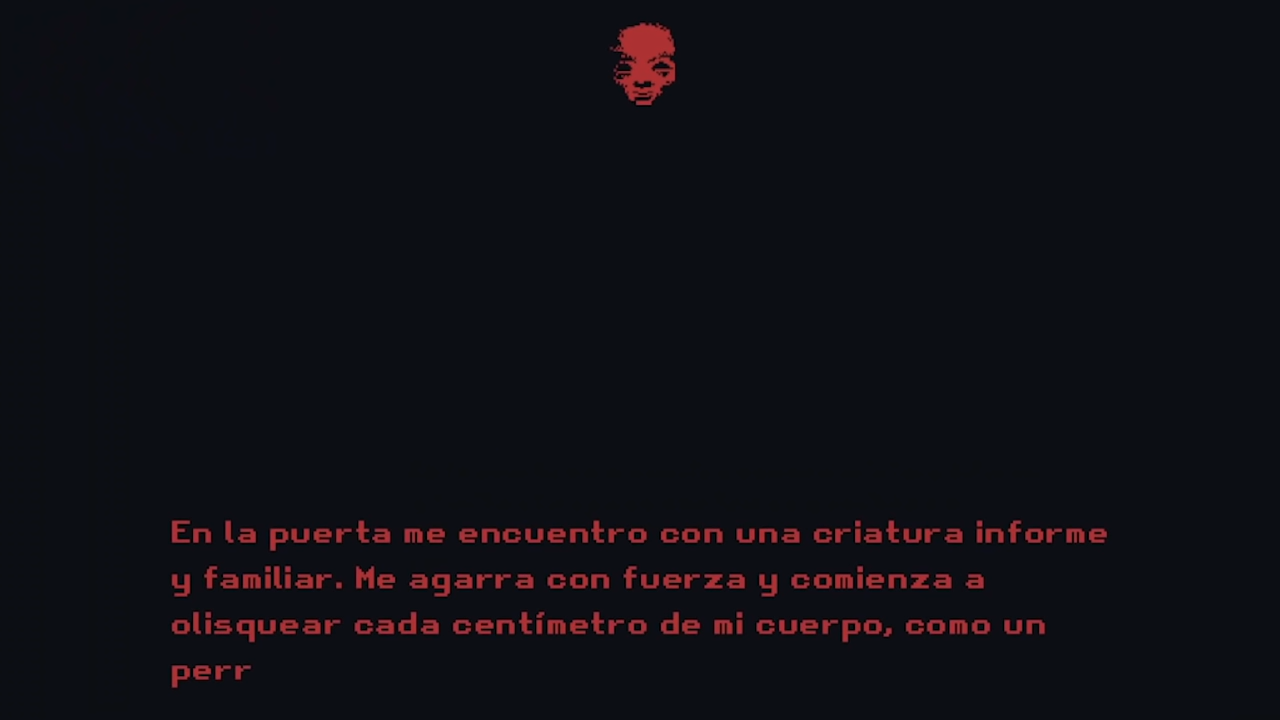 En la puerta me encuentro con una criatura informe
y familiar. Me agarra con fuerza y comienza a
olisquear cada centímetro de mi cuerpo, como un
perr